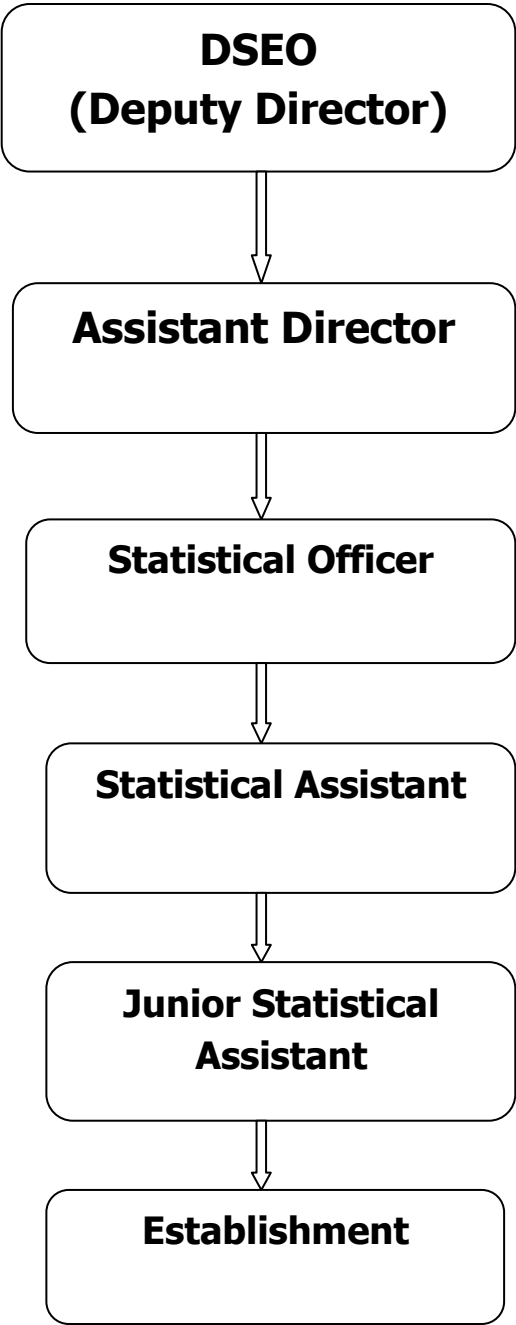 DSEO
(Deputy Director)
Assistant Director
Statistical Officer
Statistical Assistant
Junior Statistical
Assistant
Establishment